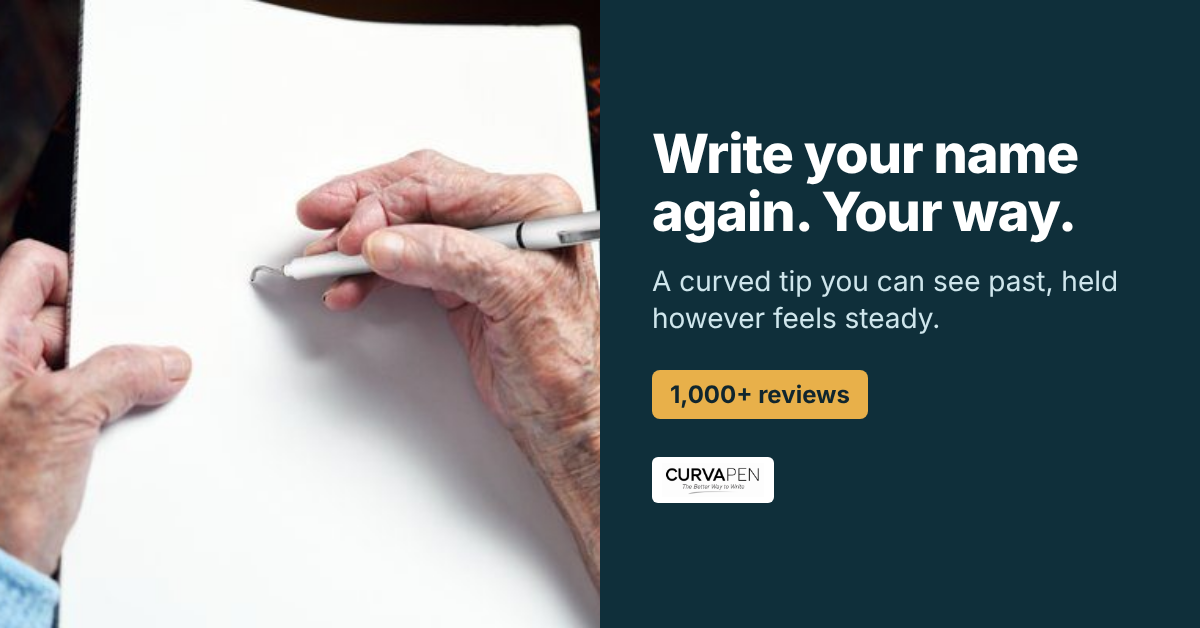 Write your name
again. Your way.
A curved tip you can see past, held
however feels steady.
1,000+ reviews
CURVAPEN
The Better Way to Write